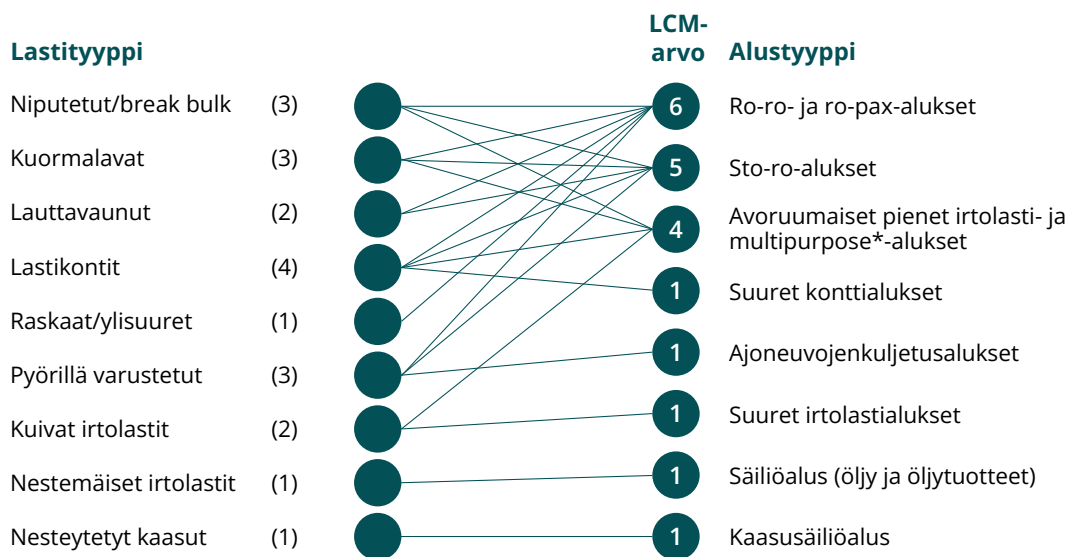 Lastityyppi
LCM-
arvo
Alustyyppi
Niputetut/break bulk (3)
6 Ro-ro- ja ro-pax-alukset
Kuormalavat (3)
5 Sto-ro-alukset
Lauttavaunut (2)
4 Avoruumaiset pienet irtolasti- ja
multipurpose*-alukset
Lastikontit (4)
1 Suuret konttialukset
Raskaat/ylisuuret (1)
1 Ajoneuvojenkuljetusalukset
Pyörillä varustetut (3)
1 Suuret irtolastialukset
Kuivat irtolastit (2)
1 Säiliöalus (öljy ja öljytuotteet)
Nestemäiset irtolastit (1)
Nesteytetyt kaasut (1)
1 Kaasusäiliöalus